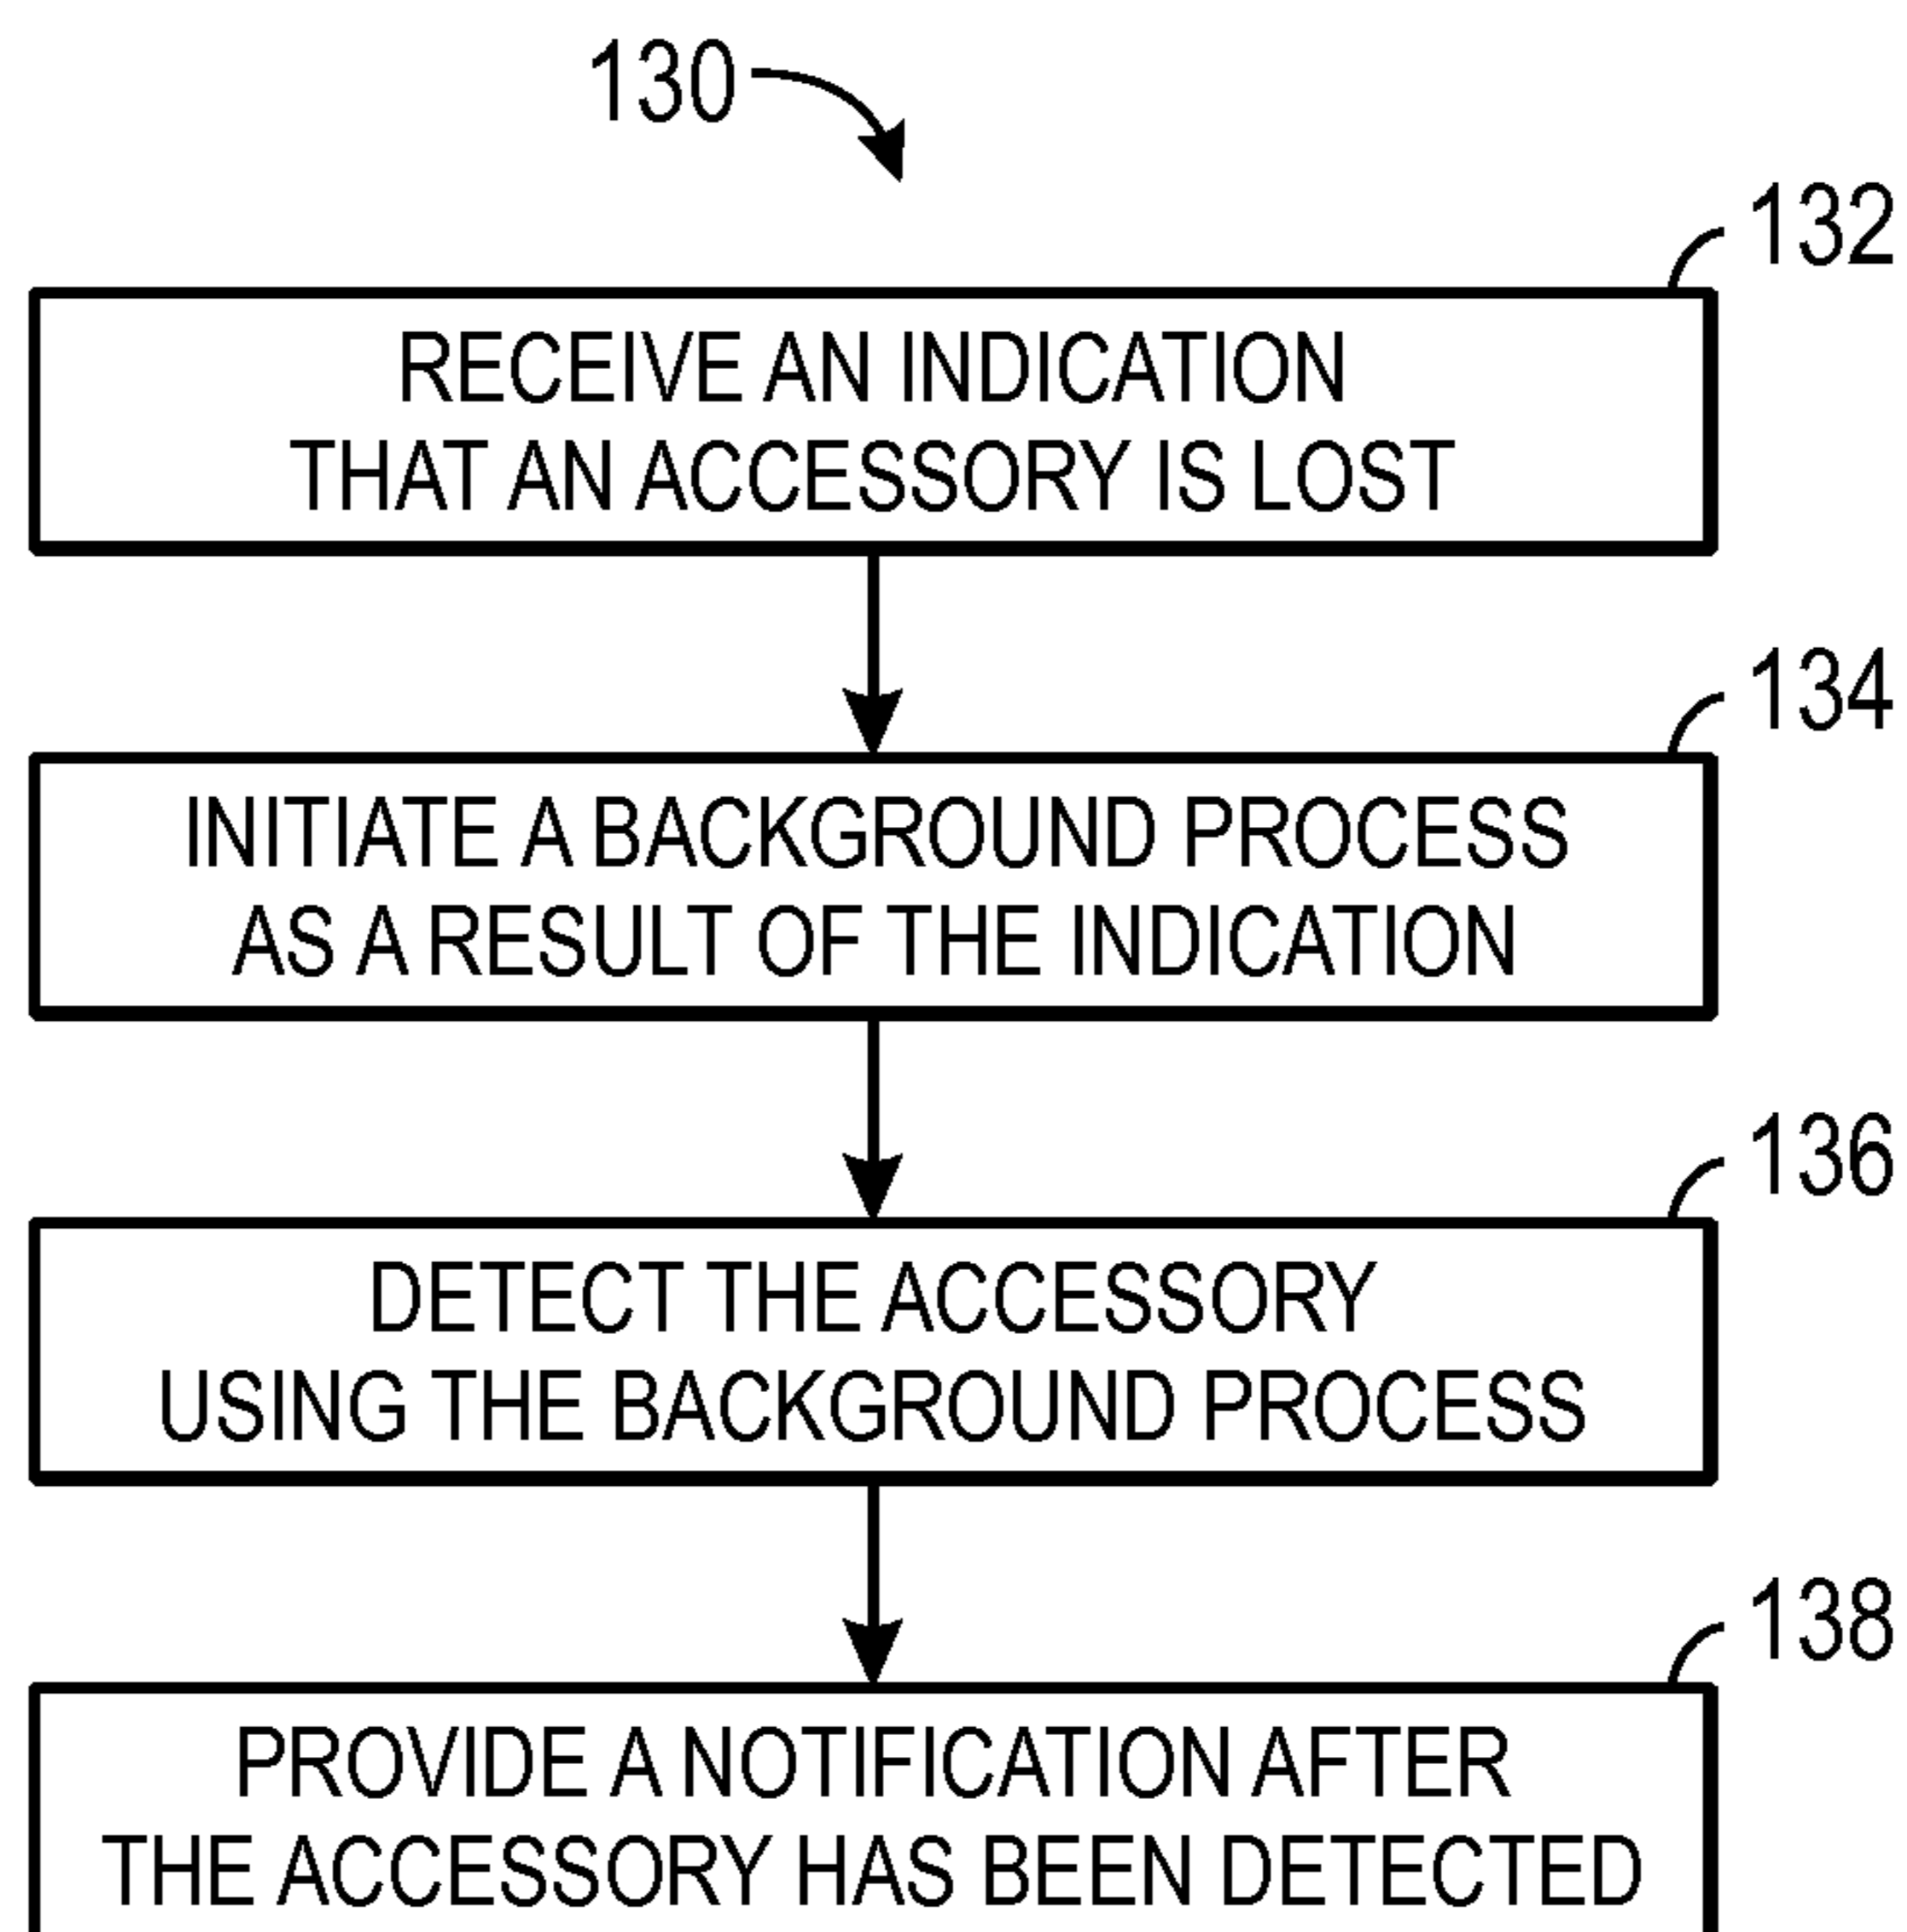 130
132
RECEIVE AN INDICATION
THAT AN ACCESSORY IS LOST
134
INITIATE A BACKGROUND PROCESS
AS A RESULT OF THE INDICATION
136
DETECT THE ACCESSORY
USING THE BACKGROUND PROCESS
138
PROVIDE A NOTIFICATION AFTER
THE ACCESSORY HAS BEEN DETECTED